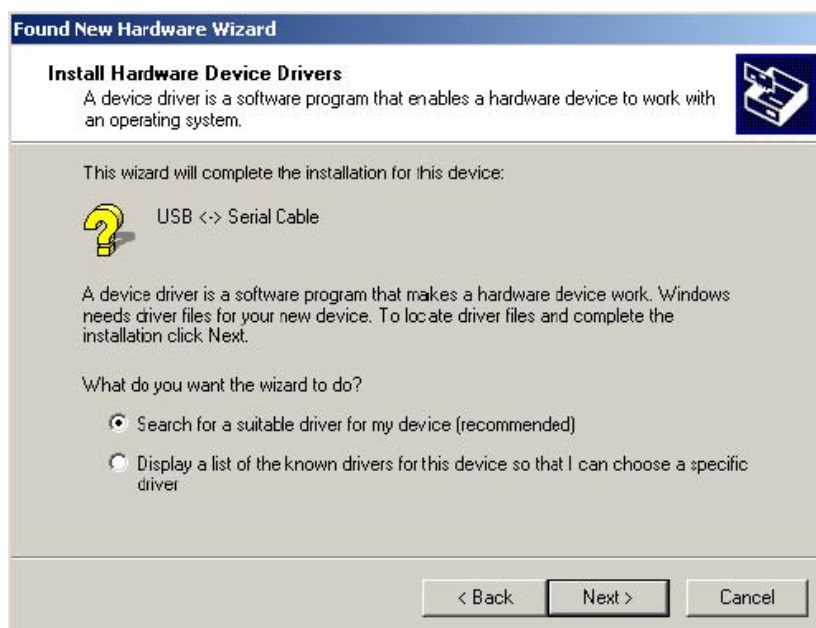 Found New Hardware Wizard
Install Hardware Device Drivers
A device driver is a software program that enables a hardware device to work with
an operating system.
This wizard will complete the installation for this device:
USB <-> Serial Cable
A device driver is a software program that makes a hardware device work. Windows
needs driver files for your new device. To locate driver files and complete the
installation click Next.
What do you want the wizard to do?
Search for a suitable driver for my device (recommended)
Display a list of the known drivers for this device so that I can choose a specific
driver
< Back Next > Cancel